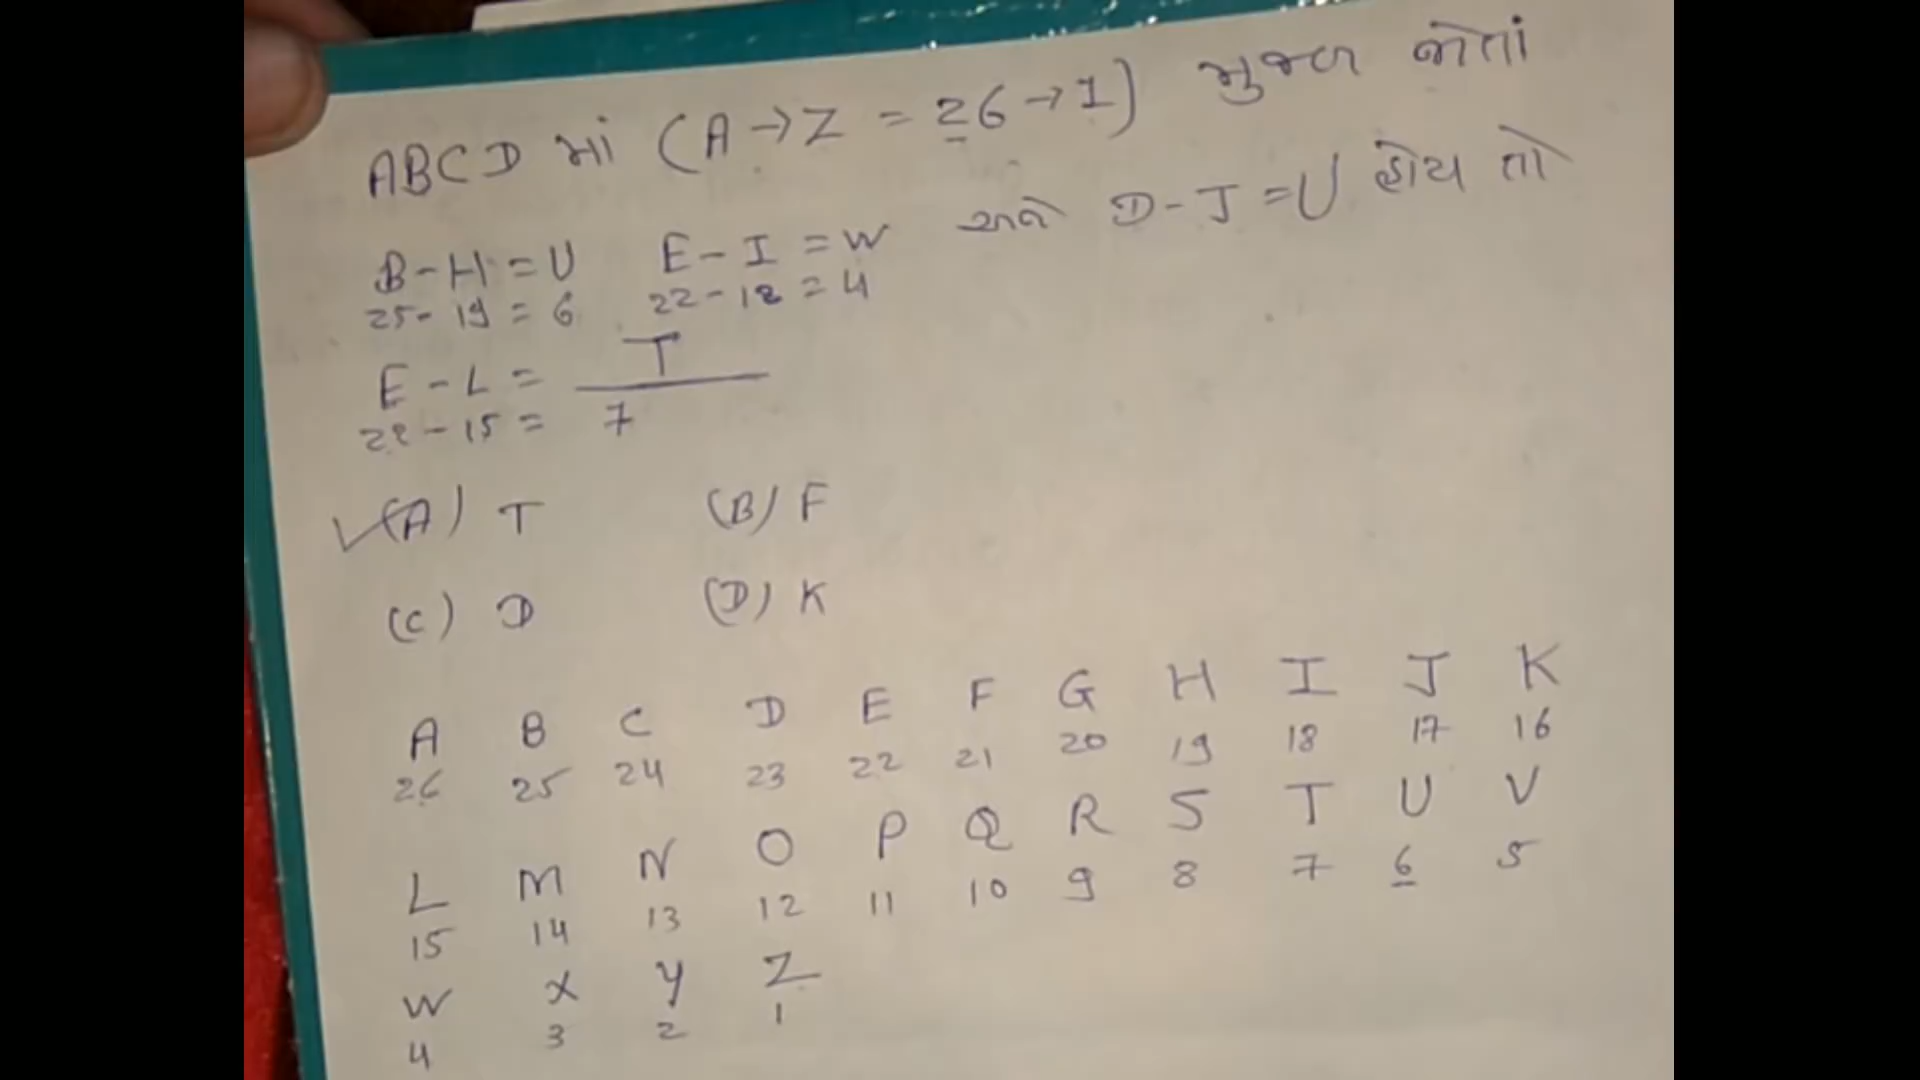 ABCD માં (A→Z = 26→1) મુજબ જોતાં
B-H=U E-I=W અને D-J=U હોય તો
25-19=6 22-18=4
E-L= T
22-15= 7
(A) T (B) F
(C) D (D) K
A B C D E F G H I J K
26 25 24 23 22 21 20 19 18 17 16
L M N O P Q R S T U V
15 14 13 12 11 10 9 8 7 6 5
W X Y Z
4 3 2 1